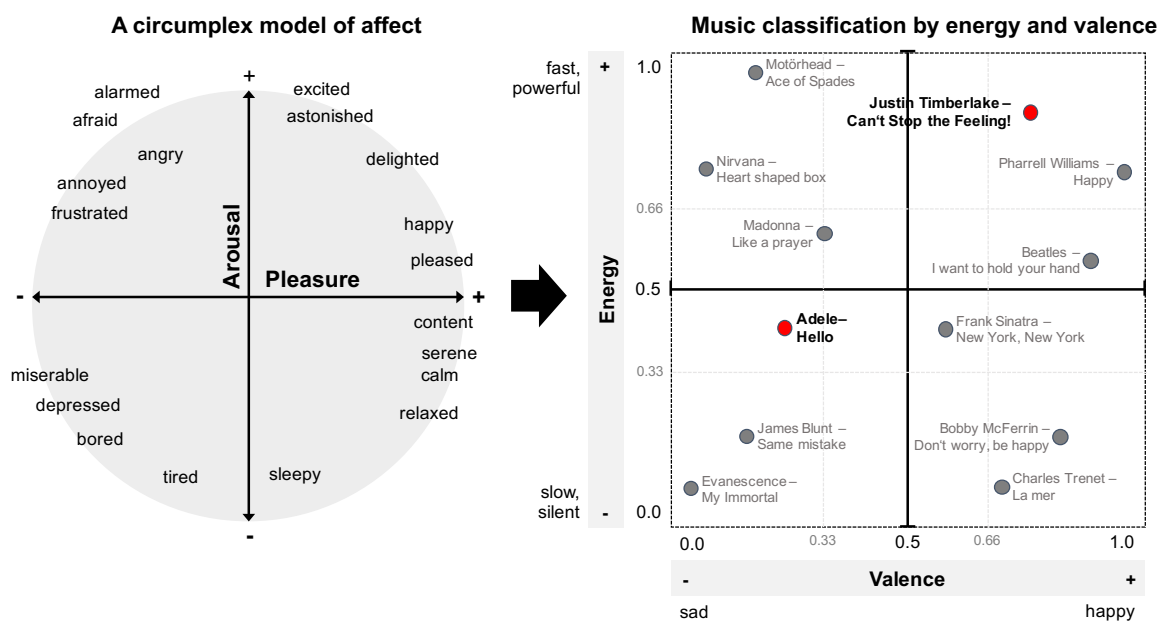 A circumplex model of affect
+
alarmed
excited
afraid
astonished
angry
delighted
annoyed
frustrated
happy
Arousal
pleased
Pleasure
-
+
content
serene
miserable
calm
depressed
relaxed
bored
tired
sleepy
-
Music classification by energy and valence
fast,
powerful
+
Energy
slow,
silent
-
1.0
0.66
0.5
0.33
0.0
Motörhead –
Ace of Spades
Justin Timberlake –
Can't Stop the Feeling!
Nirvana –
Heart shaped box
Pharrell Williams –
Happy
Madonna –
Like a prayer
Beatles –
I want to hold your hand
Adele–
Hello
Frank Sinatra –
New York, New York
James Blunt –
Same mistake
Bobby McFerrin –
Don't worry, be happy
Evanescence –
My Immortal
Charles Trenet –
La mer
0.0
0.33
0.5
0.66
1.0
-
Valence
+
sad
happy